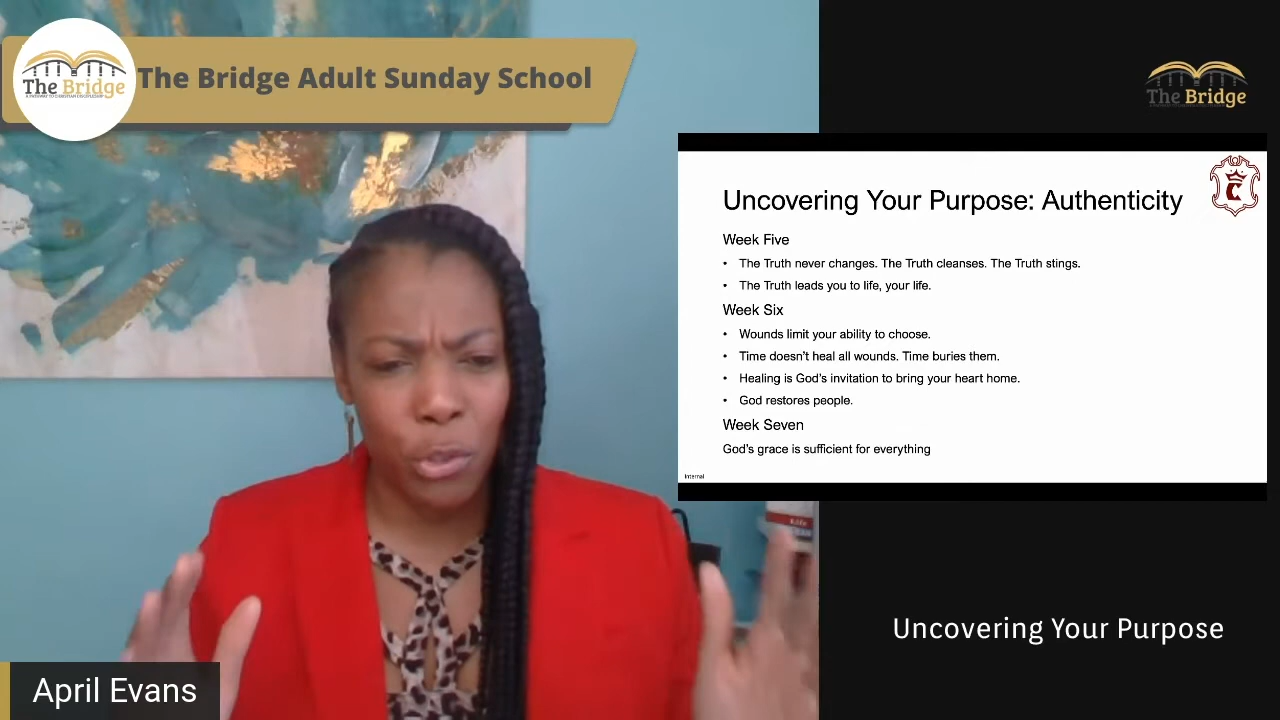 The Bridge
The Bridge Adult Sunday School
The Bridge
Uncovering Your Purpose: Authenticity
C
Week Five
• The Truth never changes. The Truth cleanses. The Truth stings.
• The Truth leads you to life, your life.
Week Six
• Wounds limit your ability to choose.
• Time doesn't heal all wounds. Time buries them.
• Healing is God's invitation to bring your heart home.
• God restores people.
Week Seven
God's grace is sufficient for everything
Internal
Uncovering Your Purpose
April Evans